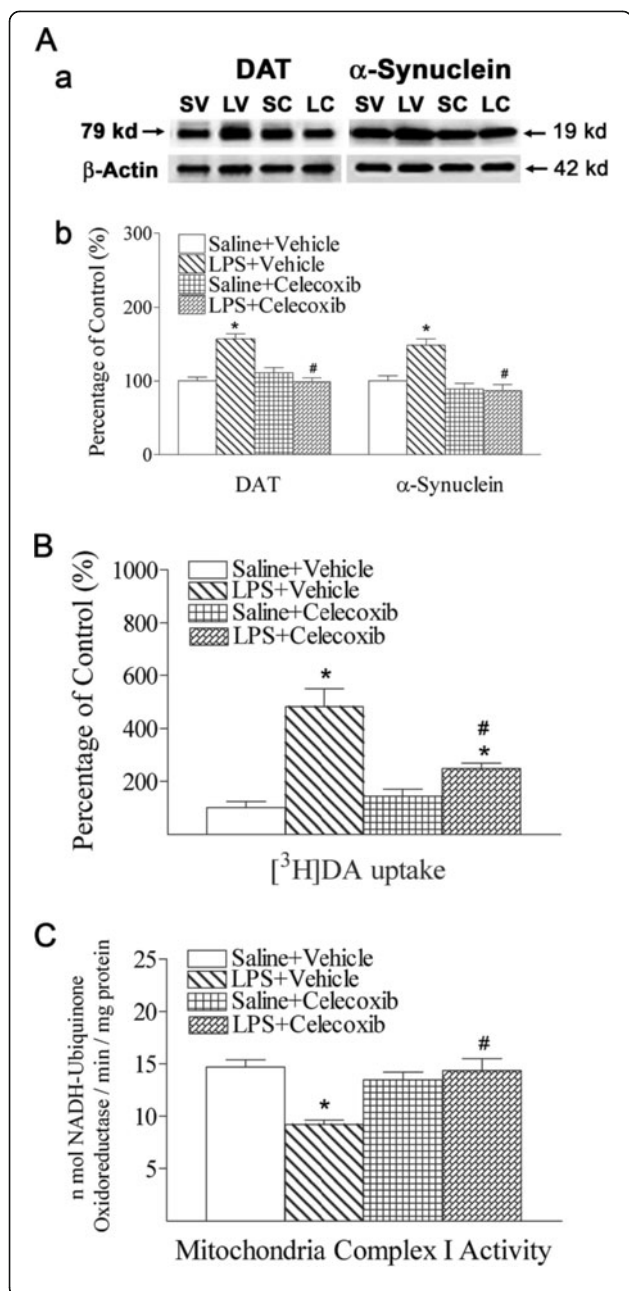 A
a
DAT α-Synuclein
SV LV SC LC SV LV SC LC
79 kd→ ←19 kd
β-Actin ←42 kd
b
300
200
100
0
Percentage of Control (%)
Saline+Vehicle
LPS+Vehicle
Saline+Celecoxib
LPS+Celecoxib
* # * #
DAT α-Synuclein
B
1000
800
600
400
200
Percentage of Control (%)
Saline+Vehicle
LPS+Vehicle
Saline+Celecoxib
LPS+Celecoxib
*
#
*
[³H]DA uptake
C
25
20
15
10
5
n mol NADH-Ubiquinone
Oxidoreductase / min / mg protein
Saline+Vehicle
LPS+Vehicle
Saline+Celecoxib
LPS+Celecoxib
* #
Mitochondria Complex I Activity